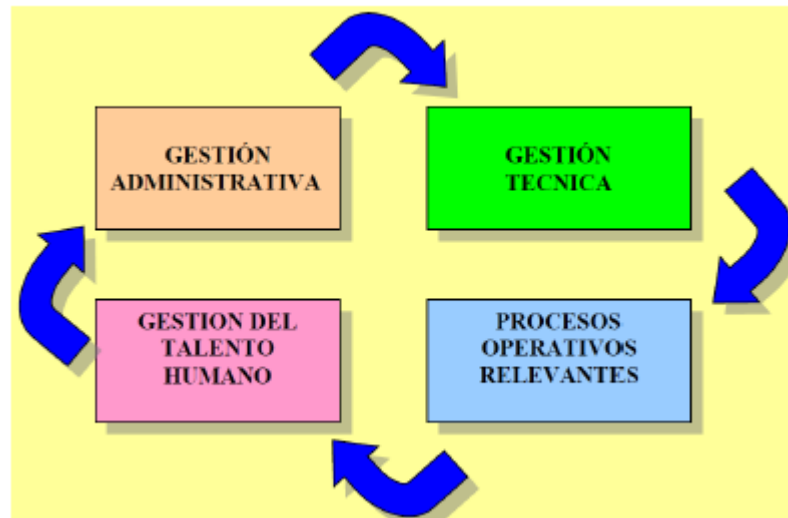 GESTIÓN
ADMINISTRATIVA
GESTIÓN
TECNICA
GESTION DEL
TALENTO
HUMANO
PROCESOS
OPERATIVOS
RELEVANTES